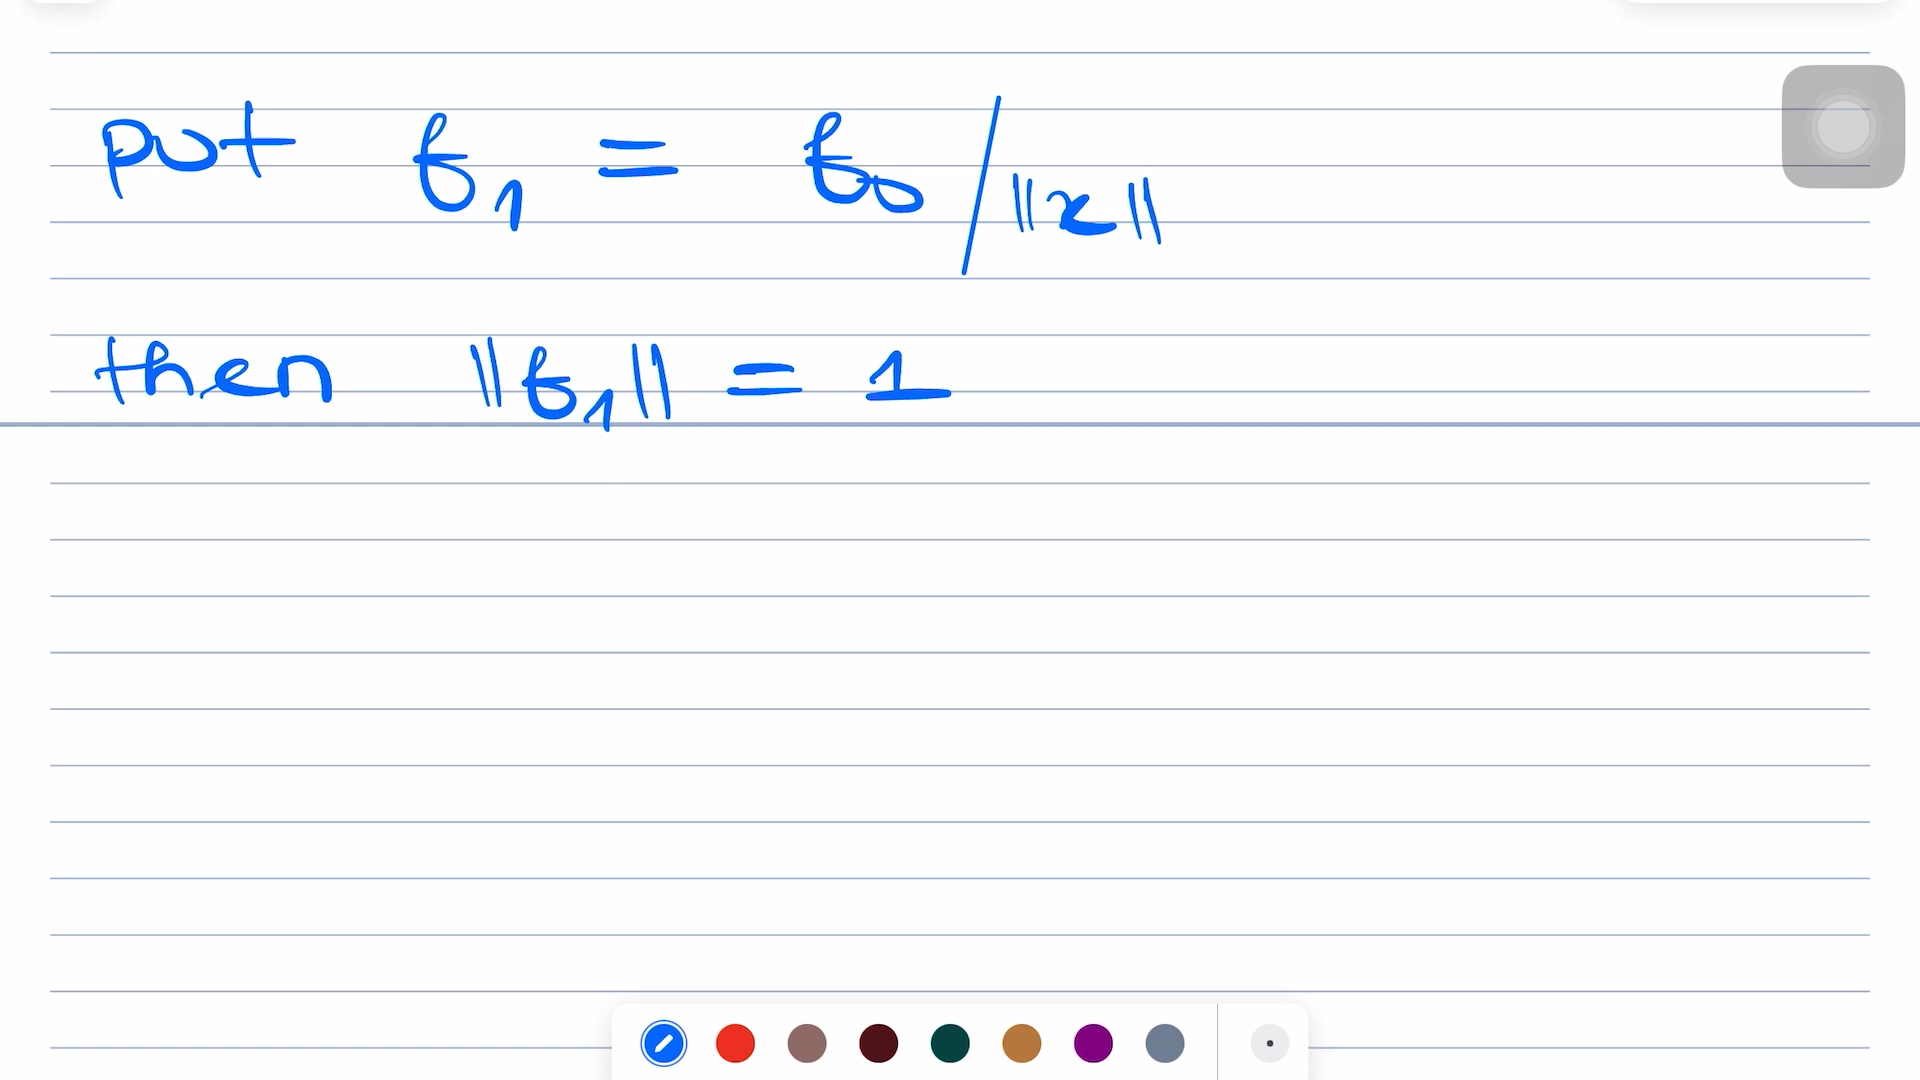 put f₁ = f₀ / ||x||
then ||f₁|| = 1